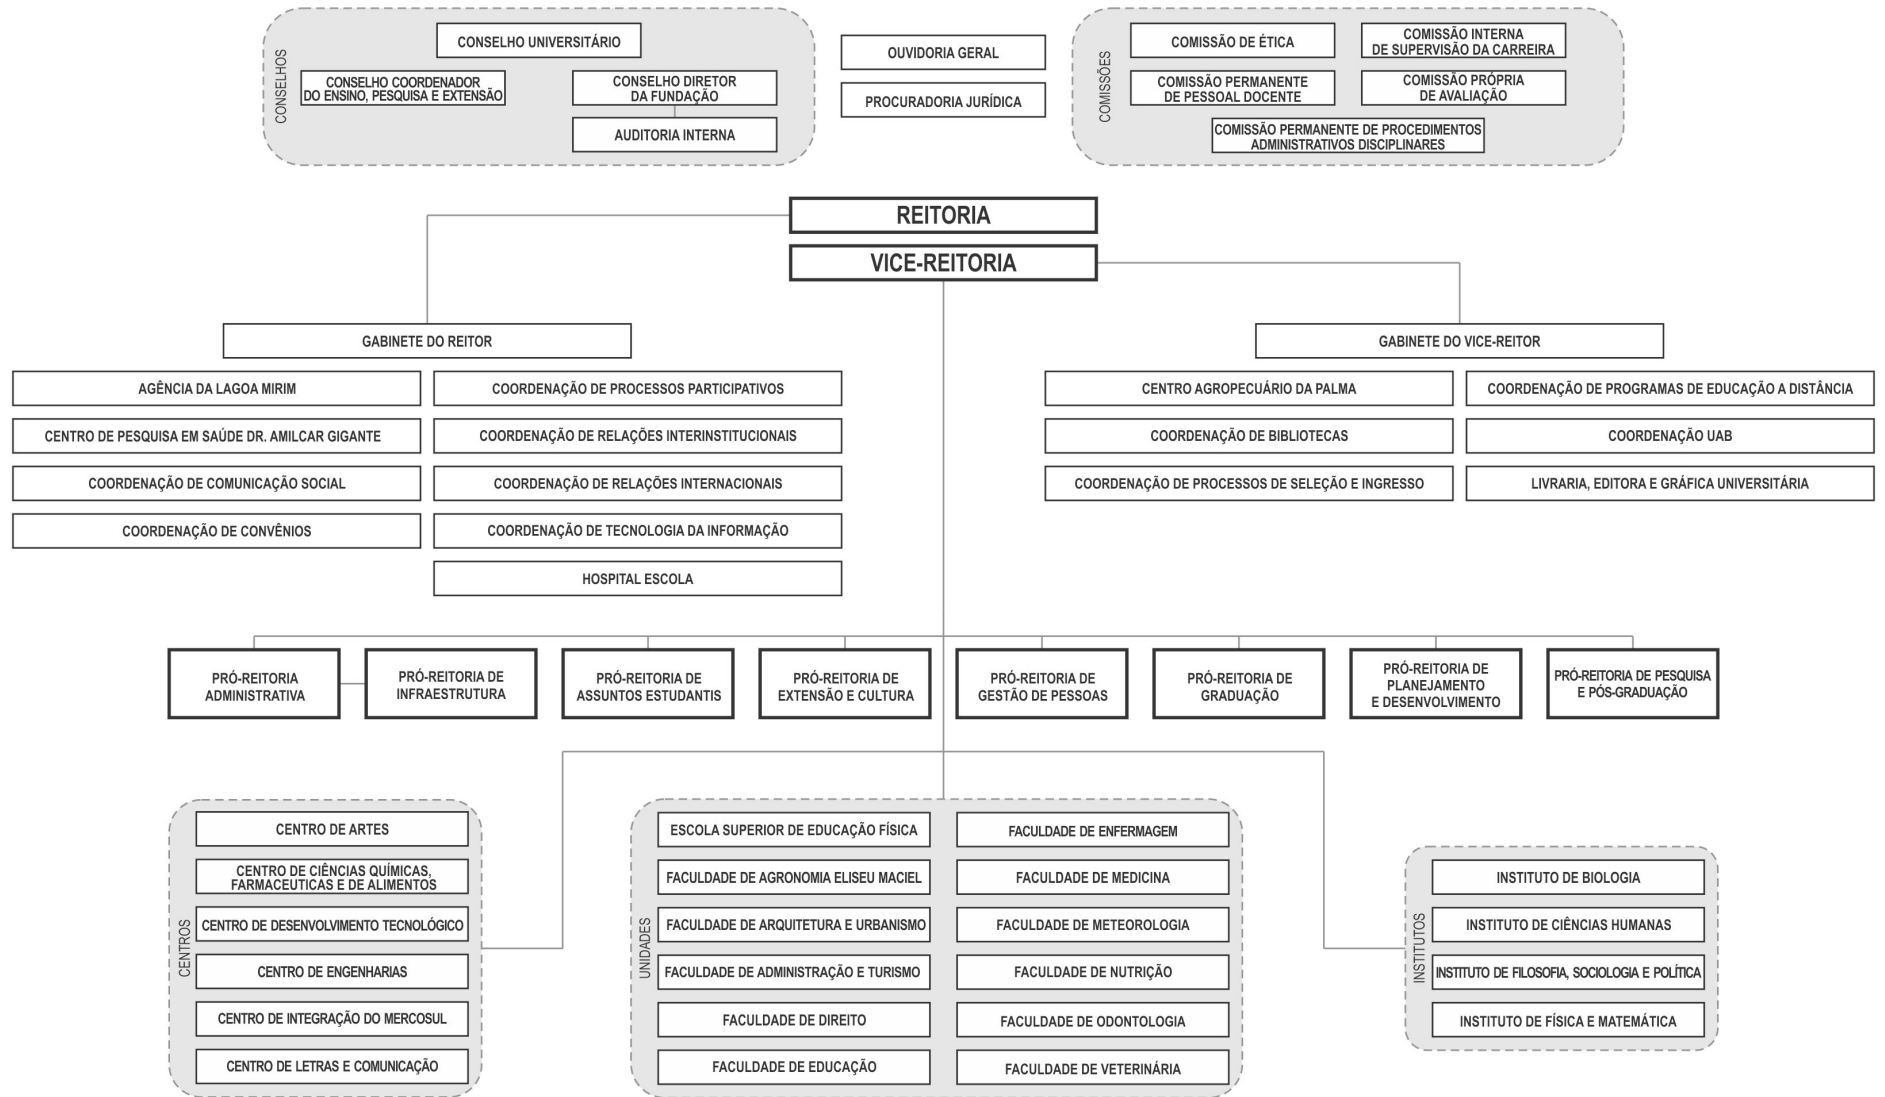 CONSELHOS
CONSELHO UNIVERSITÁRIO
CONSELHO COORDENADOR
DO ENSINO, PESQUISA E EXTENSÃO
CONSELHO DIRETOR
DA FUNDAÇÃO
AUDITORIA INTERNA
OUVIDORIA GERAL
PROCURADORIA JURÍDICA
COMISSÕES
COMISSÃO DE ÉTICA
COMISSÃO INTERNA
DE SUPERVISÃO DA CARREIRA
COMISSÃO PERMANENTE
DE PESSOAL DOCENTE
COMISSÃO PRÓPRIA
DE AVALIAÇÃO
COMISSÃO PERMANENTE DE PROCEDIMENTOS
ADMINISTRATIVOS DISCIPLINARES
REITORIA
VICE-REITORIA
GABINETE DO REITOR
AGÊNCIA DA LAGOA MIRIM
CENTRO DE PESQUISA EM SAÚDE DR. AMILCAR GIGANTE
COORDENAÇÃO DE COMUNICAÇÃO SOCIAL
COORDENAÇÃO DE CONVÊNIOS
COORDENAÇÃO DE PROCESSOS PARTICIPATIVOS
COORDENAÇÃO DE RELAÇÕES INTERINSTITUCIONAIS
COORDENAÇÃO DE RELAÇÕES INTERNACIONAIS
COORDENAÇÃO DE TECNOLOGIA DA INFORMAÇÃO
HOSPITAL ESCOLA
GABINETE DO VICE-REITOR
CENTRO AGROPECUÁRIO DA PALMA
COORDENAÇÃO DE BIBLIOTECAS
COORDENAÇÃO DE PROCESSOS DE SELEÇÃO E INGRESSO
COORDENAÇÃO DE PROGRAMAS DE EDUCAÇÃO A DISTÂNCIA
COORDENAÇÃO UAB
LIVRARIA, EDITORA E GRÁFICA UNIVERSITÁRIA
PRÓ-REITORIA
ADMINISTRATIVA
PRÓ-REITORIA DE
INFRAESTRUTURA
PRÓ-REITORIA DE
ASSUNTOS ESTUDANTIS
PRÓ-REITORIA DE
EXTENSÃO E CULTURA
PRÓ-REITORIA DE
GESTÃO DE PESSOAS
PRÓ-REITORIA DE
GRADUAÇÃO
PRÓ-REITORIA DE
PLANEJAMENTO
E DESENVOLVIMENTO
PRÓ-REITORIA DE PESQUISA
E PÓS-GRADUAÇÃO
CENTROS
CENTRO DE ARTES
CENTRO DE CIÊNCIAS QUÍMICAS,
FARMACEUTICAS E DE ALIMENTOS
CENTRO DE DESENVOLVIMENTO TECNOLÓGICO
CENTRO DE ENGENHARIAS
CENTRO DE INTEGRAÇÃO DO MERCOSUL
CENTRO DE LETRAS E COMUNICAÇÃO
UNIDADES
ESCOLA SUPERIOR DE EDUCAÇÃO FÍSICA
FACULDADE DE AGRONOMIA ELISEU MACIEL
FACULDADE DE ARQUITETURA E URBANISMO
FACULDADE DE ADMINISTRAÇÃO E TURISMO
FACULDADE DE DIREITO
FACULDADE DE EDUCAÇÃO
FACULDADE DE ENFERMAGEM
FACULDADE DE MEDICINA
FACULDADE DE METEOROLOGIA
FACULDADE DE NUTRIÇÃO
FACULDADE DE ODONTOLOGIA
FACULDADE DE VETERINÁRIA
INSTITUTOS
INSTITUTO DE BIOLOGIA
INSTITUTO DE CIÊNCIAS HUMANAS
INSTITUTO DE FILOSOFIA, SOCIOLOGIA E POLÍTICA
INSTITUTO DE FÍSICA E MATEMÁTICA